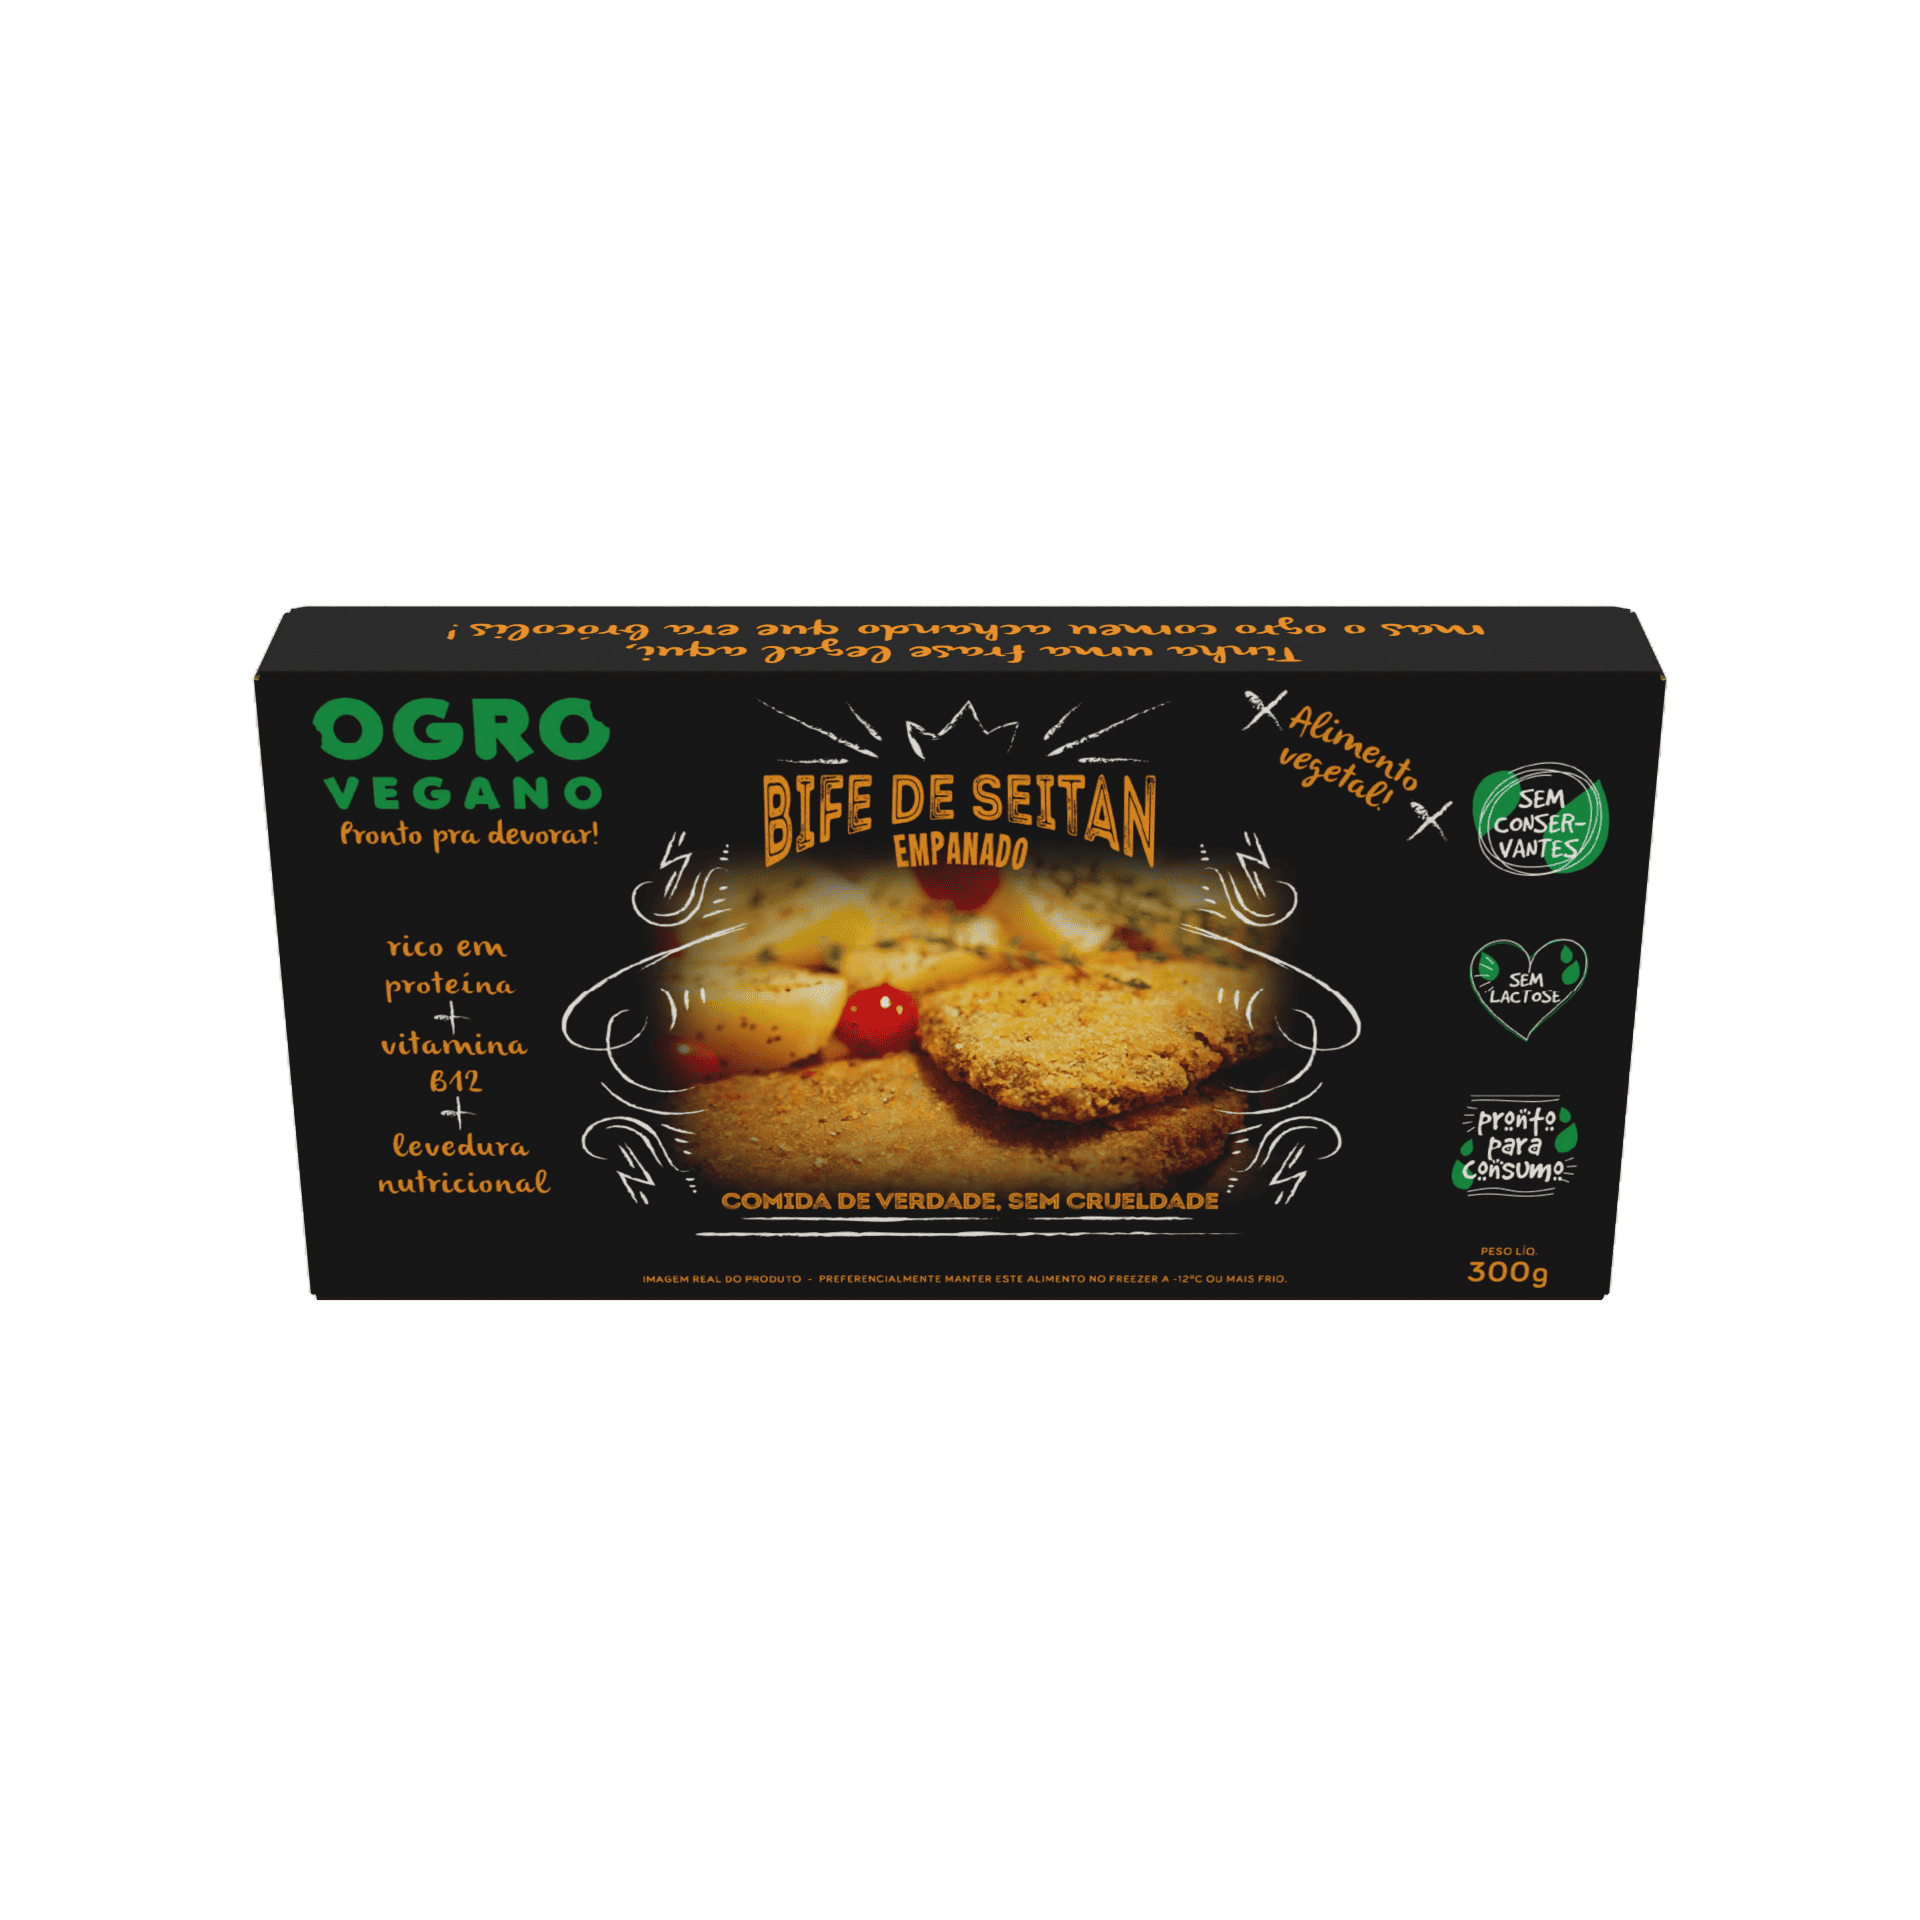 Tinha uma frase legal aqui,
mas o ogro comeu achando que era brócolis!
OGRO
VEGANO
Pronto pra devorar!
BIFE DE SEITAN
EMPANADO
Alimento
vegetal!
SEM
CONSER-
VANTES
rico em
proteína
+
vitamina
B12
+
levedura
nutricional
SEM
LACTOSE
pronto
para
consumo
COMIDA DE VERDADE, SEM CRUELDADE
IMAGEM REAL DO PRODUTO - PREFERENCIALMENTE MANTER ESTE ALIMENTO NO FREEZER A -12°C OU MAIS FRIO.
PESO LÍQ.
300g